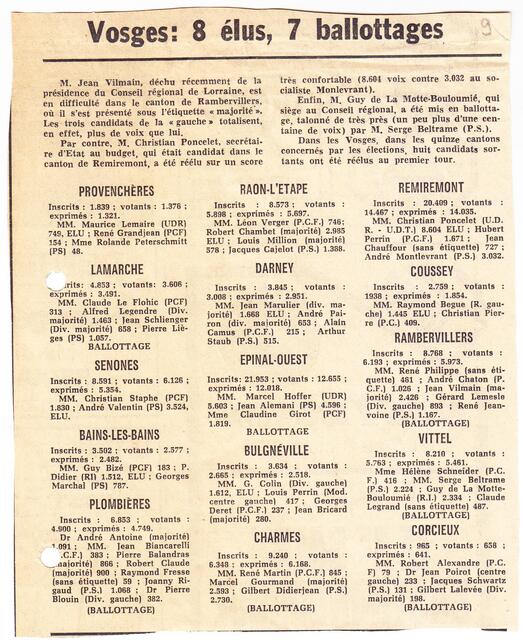 9
Vosges: 8 élus, 7 ballottages
M. Jean Vilmain, déchu récemment de la
présidence du Conseil régional de Lorraine, est
en difficulté dans le canton de Rambervillers,
où il s'est présenté sous l'étiquette « majorité ».
Les trois candidats de la « gauche » totalisent,
en effet, plus de voix que lui.
Par contre, M. Christian Poncelet, secrétai-
re d'Etat au budget, qui était candidat dans le
canton de Remiremont, a été réélu sur un score
très confortable (8.604 voix contre 3.032 au so-
cialiste Monlevrant).
Enfin, M. Guy de La Motte-Bouloumié, qui
siège au Conseil régional, a été mis en ballot-
tage, talonné de très près (un peu plus d'une cen-
taine de voix) par M. Serge Beltrame (P.S.).
Dans les Vosges, dans les quinze cantons
concernés par les élections, huit candidats sor-
tants ont été réélus au premier tour.
PROVENCHÈRES
Inscrits : 1.839 ; votants : 1.376 ;
exprimés : 1.321.
MM. Maurice Lemaire (UDR)
749, ELU ; René Grandjean (PCF)
154 ; Mme Rolande Peterschmitt
(PS) 48.
LAMARCHE
4.853 ; votants : 3.606 ;
exprimés : 3.491.
MM. Claude Le Flohic (PCF)
313 ; Alfred Legendre (Div.
majorité) 1.463 ; Jean Schlienger
(Div. majorité) 658 ; Pierre Liè-
ges (PS) 1.057.
BALLOTTAGE
SENONES
Inscrits : 8.591 ; votants : 6.126 ;
exprimés : 5.354.
MM. Christian Staphe (PCF)
1.830 ; André Valentin (PS) 3.524,
ELU.
BAINS-LES-BAINS
Inscrits : 3.502 ; votants : 2.577 ;
exprimés : 2.482.
MM. Guy Bizé (PCF) 183 ; P.
Didier (RI) 1.512, ELU ; Georges
Marchal (PS) 787.
PLOMBIÈRES
Inscrits : 6.853 ; votants :
4.900 ; exprimés : 4.749.
Dr André Antoine (majorité)
1.091 ; MM. Jean Biancarelli
C.F.) 383 ; Pierre Balandras
majorité) 866 ; Robert Claude
(majorité) 900 ; Raymond Fresse
(sans étiquette) 59 ; Joanny Ri-
gaud (P.S.) 1.068 ; Dr Pierre
Blouin (Div. gauche) 382.
(BALLOTTAGE)
RAON-L'ETAPE
Inscrits : 8.573 ; votants :
5.898 ; exprimés : 5.697.
MM. Léon Verger (P.C.F.) 746;
Robert Chambet (majorité) 2.985
ELU ; Louis Million (majorité)
578 ; Jacques Cajelot (P.S.) 1.388.
DARNEY
Inscrits : 3.845 ; votants :
3.008 ; exprimés : 2.951.
MM. Jean Marulier (div. ma-
jorité) 1.668 ELU ; André Pai-
ron (div. majorité) 653 ; Alain
Camus (P.C.F.) 215 ; Arthur
Staub (P.S.) 515.
EPINAL-OUEST
Inscrits : 21.953 ; votants : 12.655 ;
exprimés : 12.018.
MM. Marcel Hoffer (UDR)
5.603 ; Jean Alemani (PS) 4.596 ;
Mme Claudine Girot (PCF)
1.819.
BALLOTTAGE
BULGNÉVILLE
Inscrits : 3.634 ; votants :
2.665 ; exprimés : 2.518.
MM. G. Colin (Div. gauche)
1.612, ELU ; Louis Perrin (Mod.
centre gauche) 417 ; Georges
Deret (P.C.F.) 237 ; Jean Bricard
(majorité) 280.
CHARMES
Inscrits : 9.240 ; votants :
6.348 ; exprimés : 6.168.
MM. René Martin (P.C.F.) 845 ;
Marcel Gourmand (majorité)
2.593 ; Gilbert Didierjean (P.S.)
2.730.
(BALLOTTAGE)
REMIREMONT
Inscrits : 20.409 ; votants :
14.467 ; exprimés : 14.035.
MM. Christian Poncelet (U.D.
R. - U.D.T.) 8.604 ELU ; Hubert
Perrin (P.C.F.) 1.671 ; Jean
Chauffour (sans étiquette) 727 ;
André Montlevrant (P.S.) 3.032.
COUSSEY
Inscrits : 2.759 ; votants :
1938 ; exprimés : 1.854.
MM. Raymond Begue (R. gau-
che) 1.445 ELU ; Christian Pier-
re (P.C.) 409.
RAMBERVILLERS
Inscrits : 8.768 ; votants :
6.193 ; exprimés : 5.973.
MM. René Philippe (sans éti-
quette) 461 ; André Chaton (P.
C.F.) 1.026 ; Jean Vilmain (ma-
jorité) 2.426 ; Gérard Lemesle
(Div. gauche) 893 ; René Jean-
voine (P.S.) 1.167.
(BALLOTTAGE)
VITTEL
Inscrits : 8.210 ; votants :
5.763 ; exprimés : 5.461.
Mme Hélène Schneider (P.C.
F.) 416 ; MM. Serge Beltrame
(P.S.) 2.224 ; Guy de La Motte-
Bouloumié (R.I.) 2.334 ; Claude
Legrand (sans étiquette) 487.
(BALLOTTAGE)
CORCIEUX
Inscrits : 965 ; votants : 658 ;
exprimés : 641.
MM. Robert Alexandre (P.C.
F.) 79 ; Dr Jean Poirot (centre
gauche) 233 ; Jacques Schwartz
(P.S.) 131 ; Gilbert Lalevée (Div.
majorité) 198.
(BALLOTTAGE)